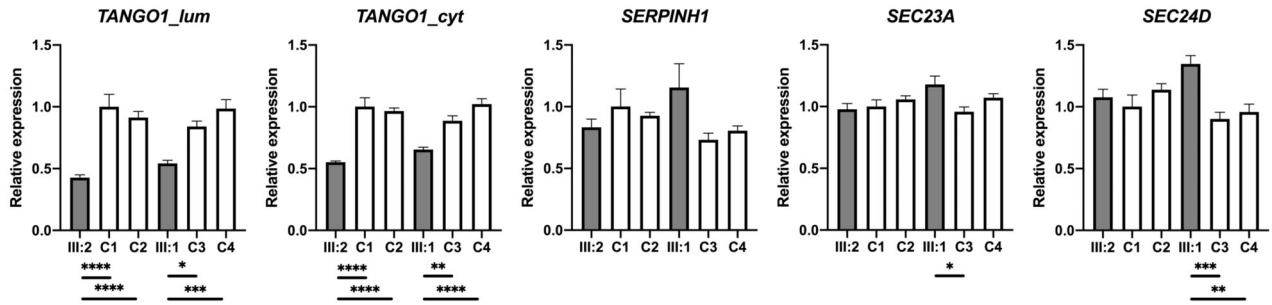 TANGO1_lum
Relative expression
1.5
1.0
0.5
0.0
III:2 C1 C2 III:1 C3 C4
**** *
**** ***
TANGO1_cyt
Relative expression
1.5
1.0
0.5
0.0
III:2 C1 C2 III:1 C3 C4
**** **
**** ****
SERPINH1
Relative expression
1.5
1.0
0.5
0.0
III:2 C1 C2 III:1 C3 C4
SEC23A
Relative expression
1.5
1.0
0.5
0.0
III:2 C1 C2 III:1 C3 C4
*
SEC24D
Relative expression
1.5
1.0
0.5
0.0
III:2 C1 C2 III:1 C3 C4
***
**